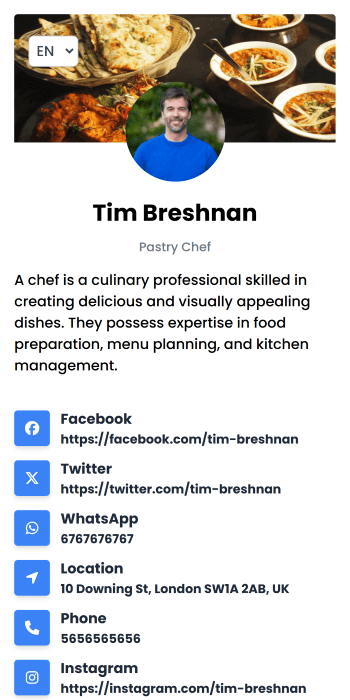 EN
Tim Breshnan
Pastry Chef
A chef is a culinary professional skilled in
creating delicious and visually appealing
dishes. They possess expertise in food
preparation, menu planning, and kitchen
management.
Facebook
https://facebook.com/tim-breshnan
Twitter
https://twitter.com/tim-breshnan
WhatsApp
6767676767
Location
10 Downing St, London SW1A 2AB, UK
Phone
5656565656
Instagram
https://instagram.com/tim-breshnan